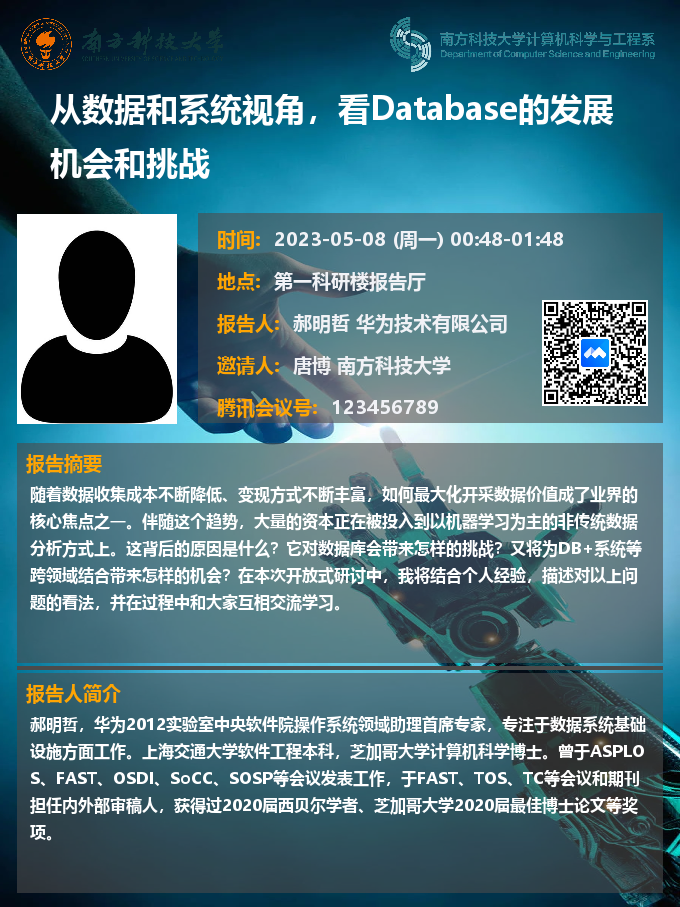 南方科技大学
南方科技大学计算机科学与工程系
Department of Computer Science and Engineering
从数据和系统视角，看Database的发展
机会和挑战
时间: 2023-05-08 (周一) 00:48-01:48
地点: 第一科研楼报告厅
报告人: 郝明哲 华为技术有限公司
邀请人: 唐博 南方科技大学
腾讯会议号: 123456789
报告摘要
随着数据收集成本不断降低、变现方式不断丰富，如何最大化开采数据价值成了业界的
核心焦点之一。伴随这个趋势，大量的资本正在被投入到以机器学习为主的非传统数据
分析方式上。这背后的原因是什么？它对数据库会带来怎样的挑战？又将为DB+系统等
跨领域结合带来怎样的机会？在本次开放式研讨中，我将结合个人经验，描述对以上问
题的看法，并在过程中和大家互相交流学习。
报告人简介
郝明哲，华为2012实验室中央软件院操作系统领域助理首席专家，专注于数据系统基础
设施方面工作。上海交通大学软件工程本科，芝加哥大学计算机科学博士。曾于ASPLO
S、FAST、OSDI、SoCC、SOSP等会议发表工作，于FAST、TOS、TC等会议和期刊
担任内外部审稿人，获得过2020届西贝尔学者、芝加哥大学2020届最佳博士论文等奖
项。